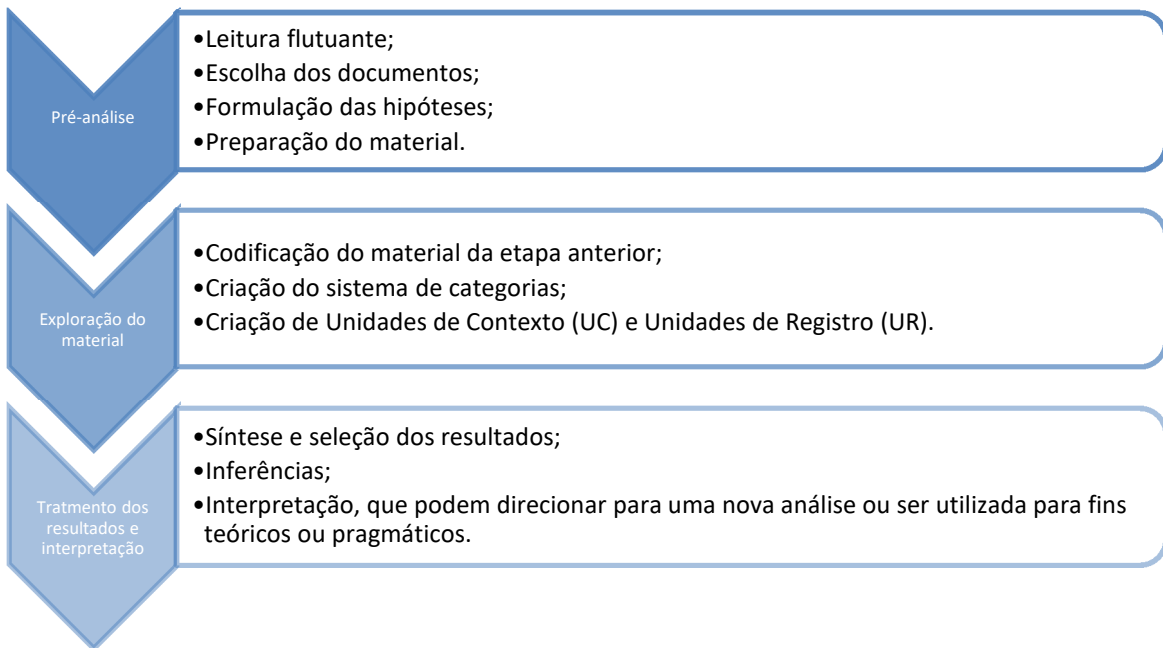 Pré-análise
•Leitura flutuante;
•Escolha dos documentos;
•Formulação das hipóteses;
•Preparação do material.
Exploração do
material
•Codificação do material da etapa anterior;
•Criação do sistema de categorias;
•Criação de Unidades de Contexto (UC) e Unidades de Registro (UR).
Tratmento dos
resultados e
interpretação
•Síntese e seleção dos resultados;
•Inferências;
•Interpretação, que podem direcionar para uma nova análise ou ser utilizada para fins
teóricos ou pragmáticos.